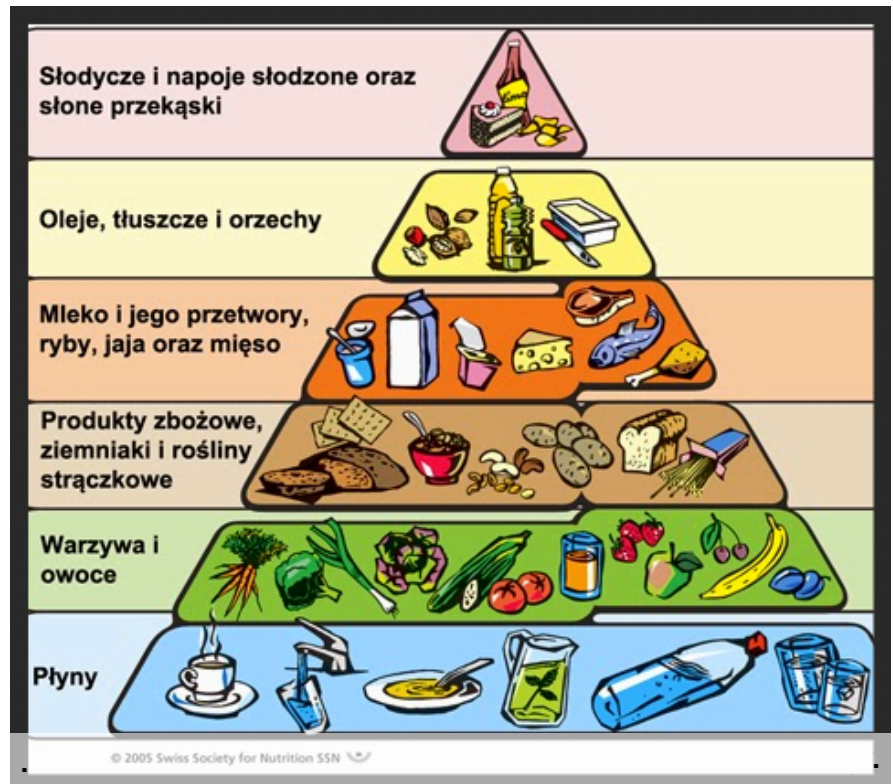 Słodycze i napoje słodzone oraz
słone przekąski
Oleje, tłuszcze i orzechy
Mleko i jego przetwory,
ryby, jaja oraz mięso
Produkty zbożowe,
ziemniaki i rośliny
strączkowe
Warzywa i
owoce
Płyny
© 2005 Swiss Society for Nutrition SSN